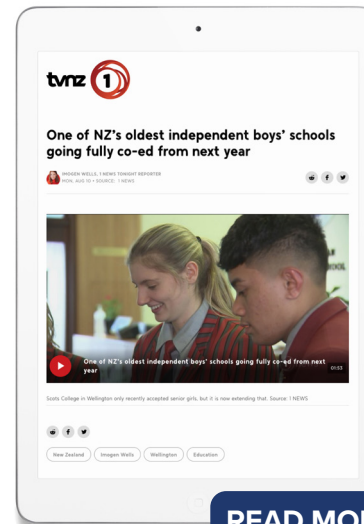 tvnz 1
One of NZ's oldest independent boys' schools
going fully co-ed from next year
IMOGEN WELLS, 1 NEWS TONIGHT REPORTER
MON, AUG 10 • SOURCE: 1 NEWS
One of NZ's oldest independent boys' schools going fully co-ed from next
year
01:53
Scots College in Wellington only recently accepted senior girls, but it is now extending that. Source: 1 NEWS
New Zealand
Imogen Wells
Wellington
Education
READ MO